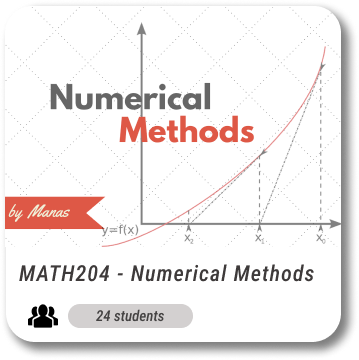 Numerical
Methods
by Manas
y=f(x)
x₂ x₁ x₀
MATH204 - Numerical Methods
24 students